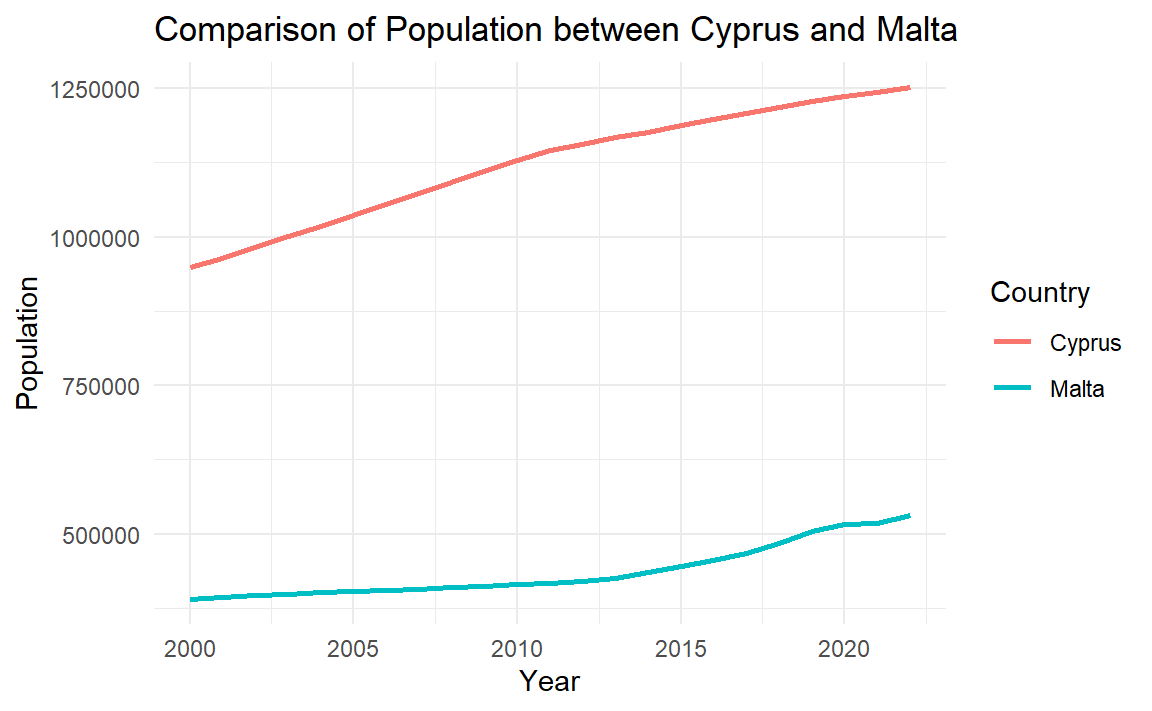 Comparison of Population between Cyprus and Malta
1250000
1000000
750000
500000
Population
2000 2005 2010 2015 2020
Year
Country
Cyprus
Malta